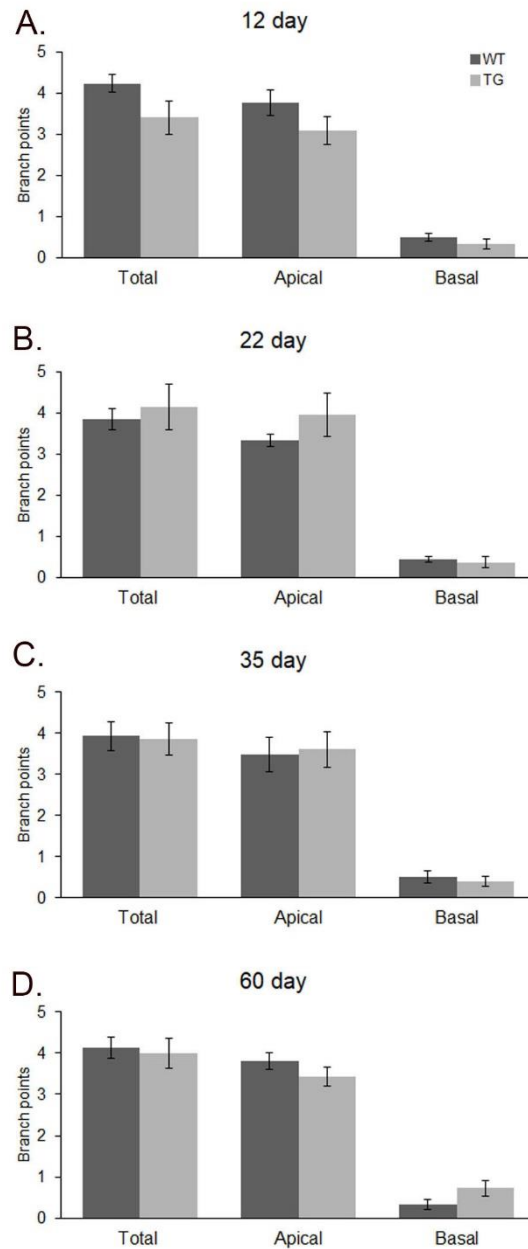 A.
12 day
WT
TG
Branch points
5
4
3
2
1
0
Total Apical Basal
B.
22 day
Branch points
5
4
3
2
1
0
Total Apical Basal
C.
35 day
Branch points
5
4
3
2
1
0
Total Apical Basal
D.
60 day
Branch points
5
4
3
2
1
0
Total Apical Basal